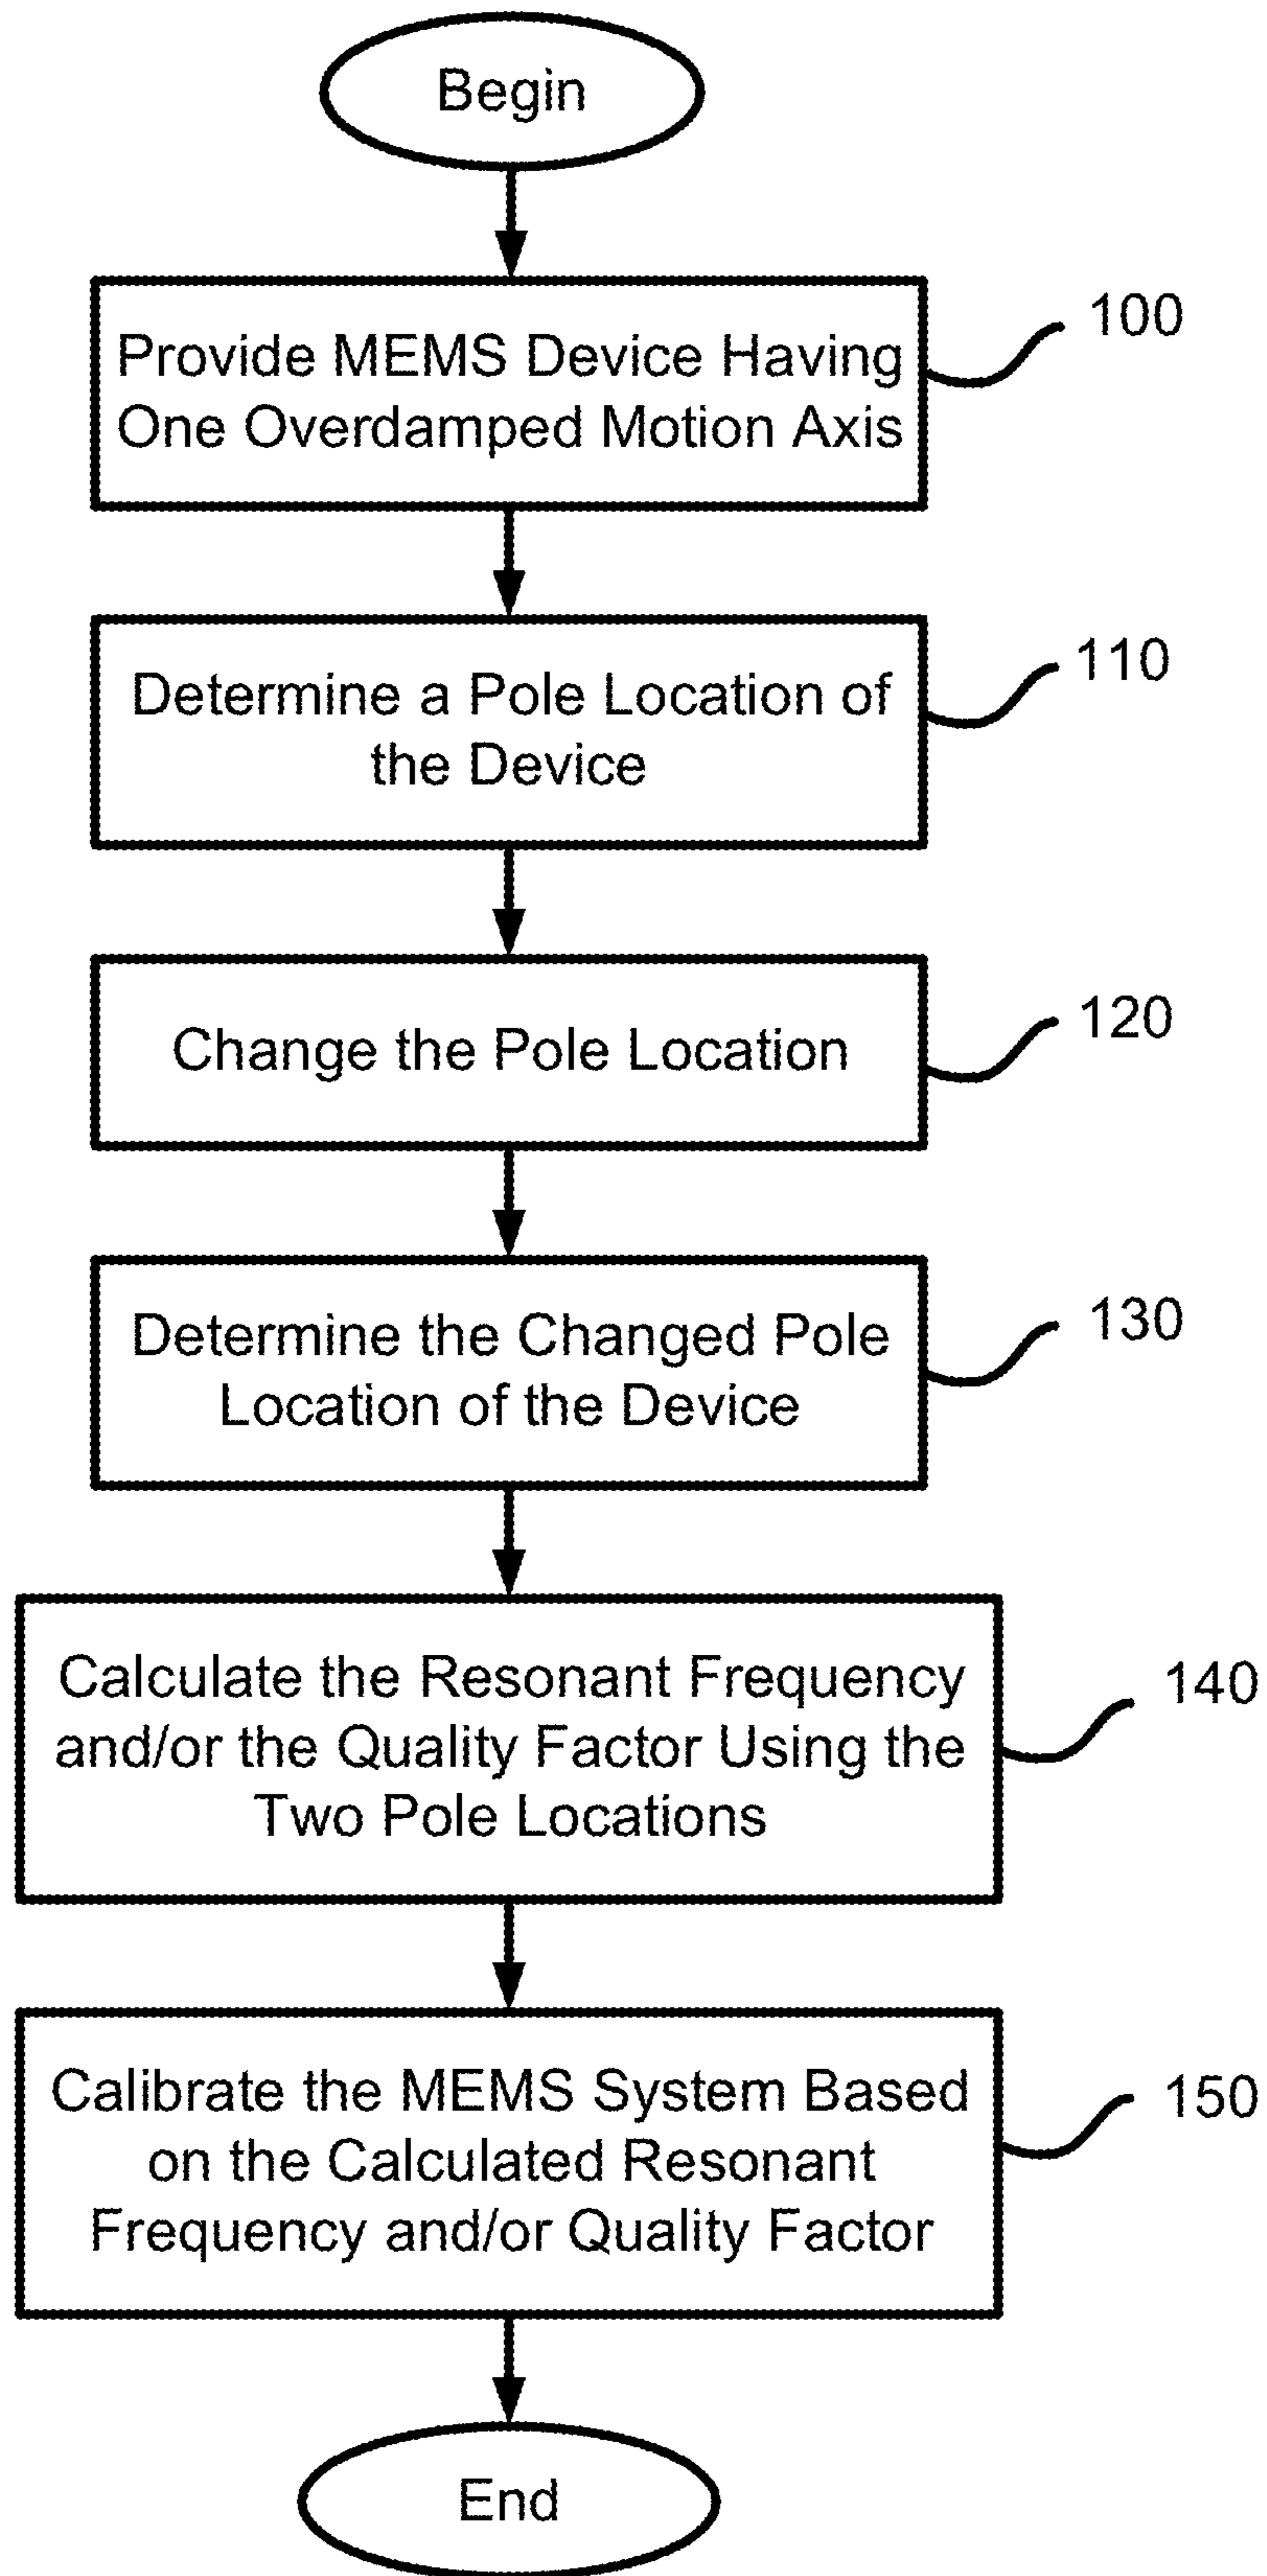 Begin
Provide MEMS Device Having
One Overdamped Motion Axis
100
Determine a Pole Location of
the Device
110
Change the Pole Location
120
Determine the Changed Pole
Location of the Device
130
Calculate the Resonant Frequency
and/or the Quality Factor Using the
Two Pole Locations
140
Calibrate the MEMS System Based
on the Calculated Resonant
Frequency and/or Quality Factor
150
End